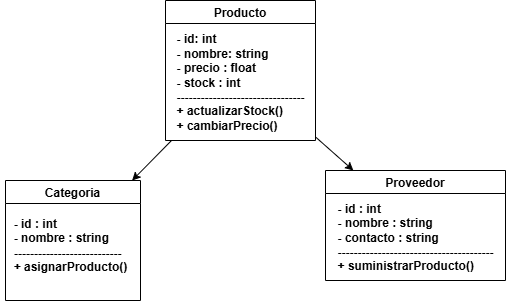 Producto
- id: int
- nombre: string
- precio : float
- stock : int
--------------------------------
+ actualizarStock()
+ cambiarPrecio()
Categoria
- id : int
- nombre : string
---------------------------
+ asignarProducto()
Proveedor
- id : int
- nombre : string
- contacto : string
---------------------------------------
+ suministrarProducto()